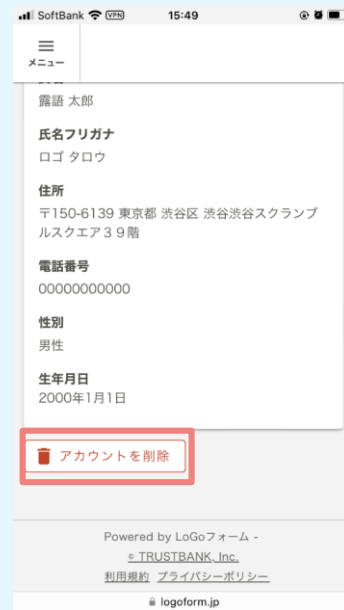 SoftBank VPN 15:49
メニュー
露語 太郎
氏名フリガナ
ロゴ タロウ
住所
〒150-6139 東京都 渋谷区 渋谷渋谷スクランブ
ルスクエア39階
電話番号
00000000000
性別
男性
生年月日
2000年1月1日
アカウントを削除
Powered by LoGoフォーム -
© TRUSTBANK, Inc.
利用規約 プライバシーポリシー
logoform.jp